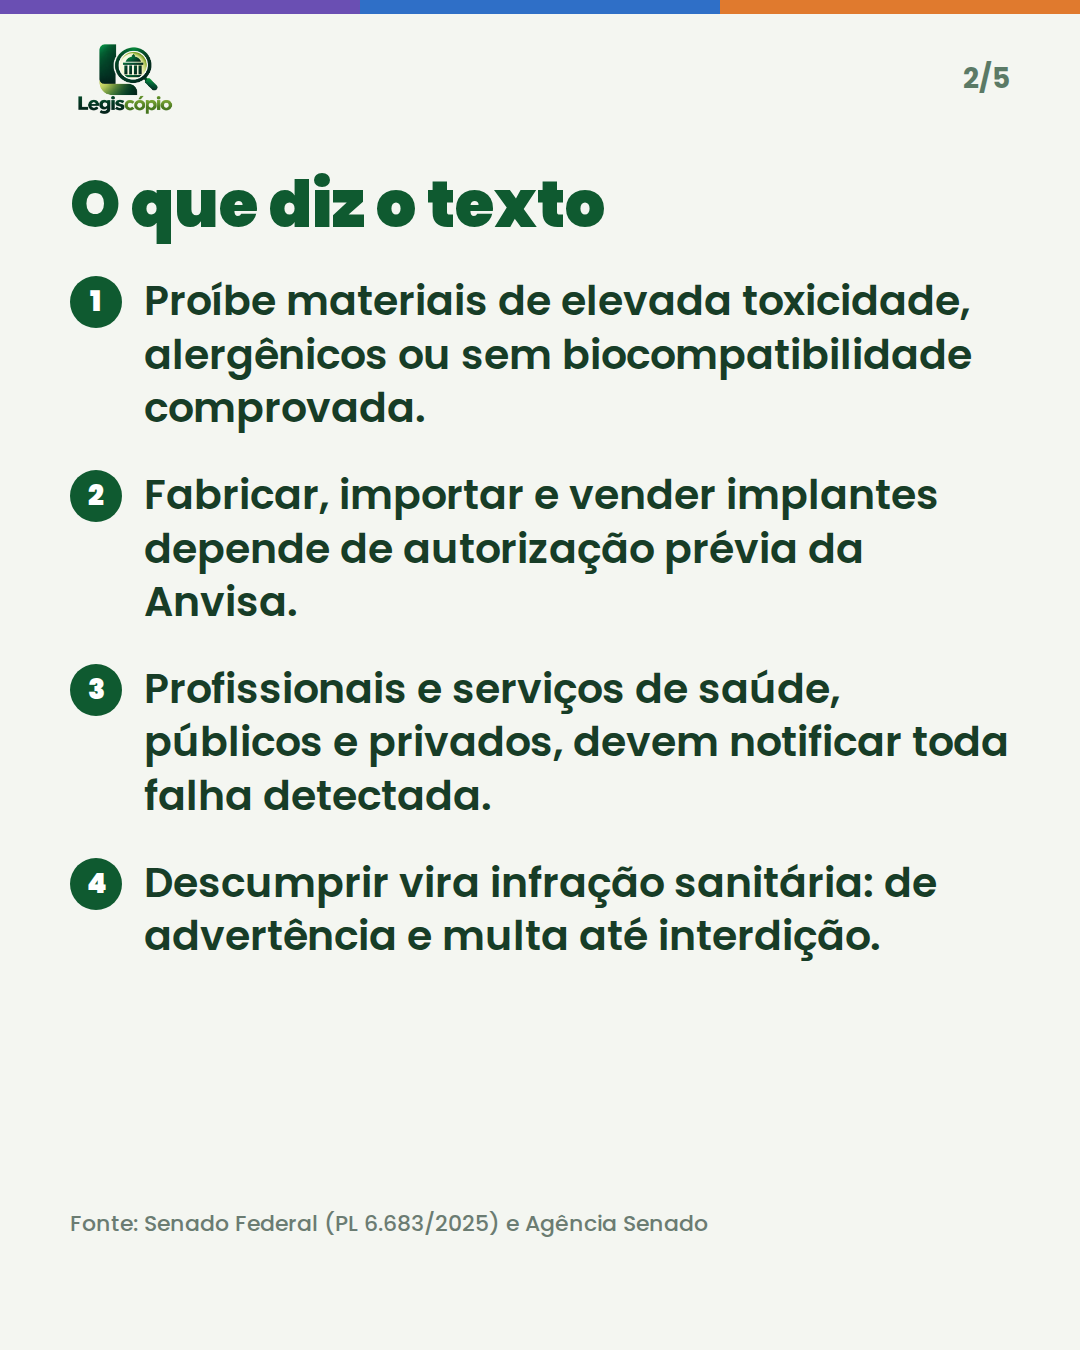 Legiscópio
2/5
O que diz o texto
1 Proíbe materiais de elevada toxicidade,
alergênicos ou sem biocompatibilidade
comprovada.
2 Fabricar, importar e vender implantes
depende de autorização prévia da
Anvisa.
3 Profissionais e serviços de saúde,
públicos e privados, devem notificar toda
falha detectada.
4 Descumprir vira infração sanitária: de
advertência e multa até interdição.
Fonte: Senado Federal (PL 6.683/2025) e Agência Senado